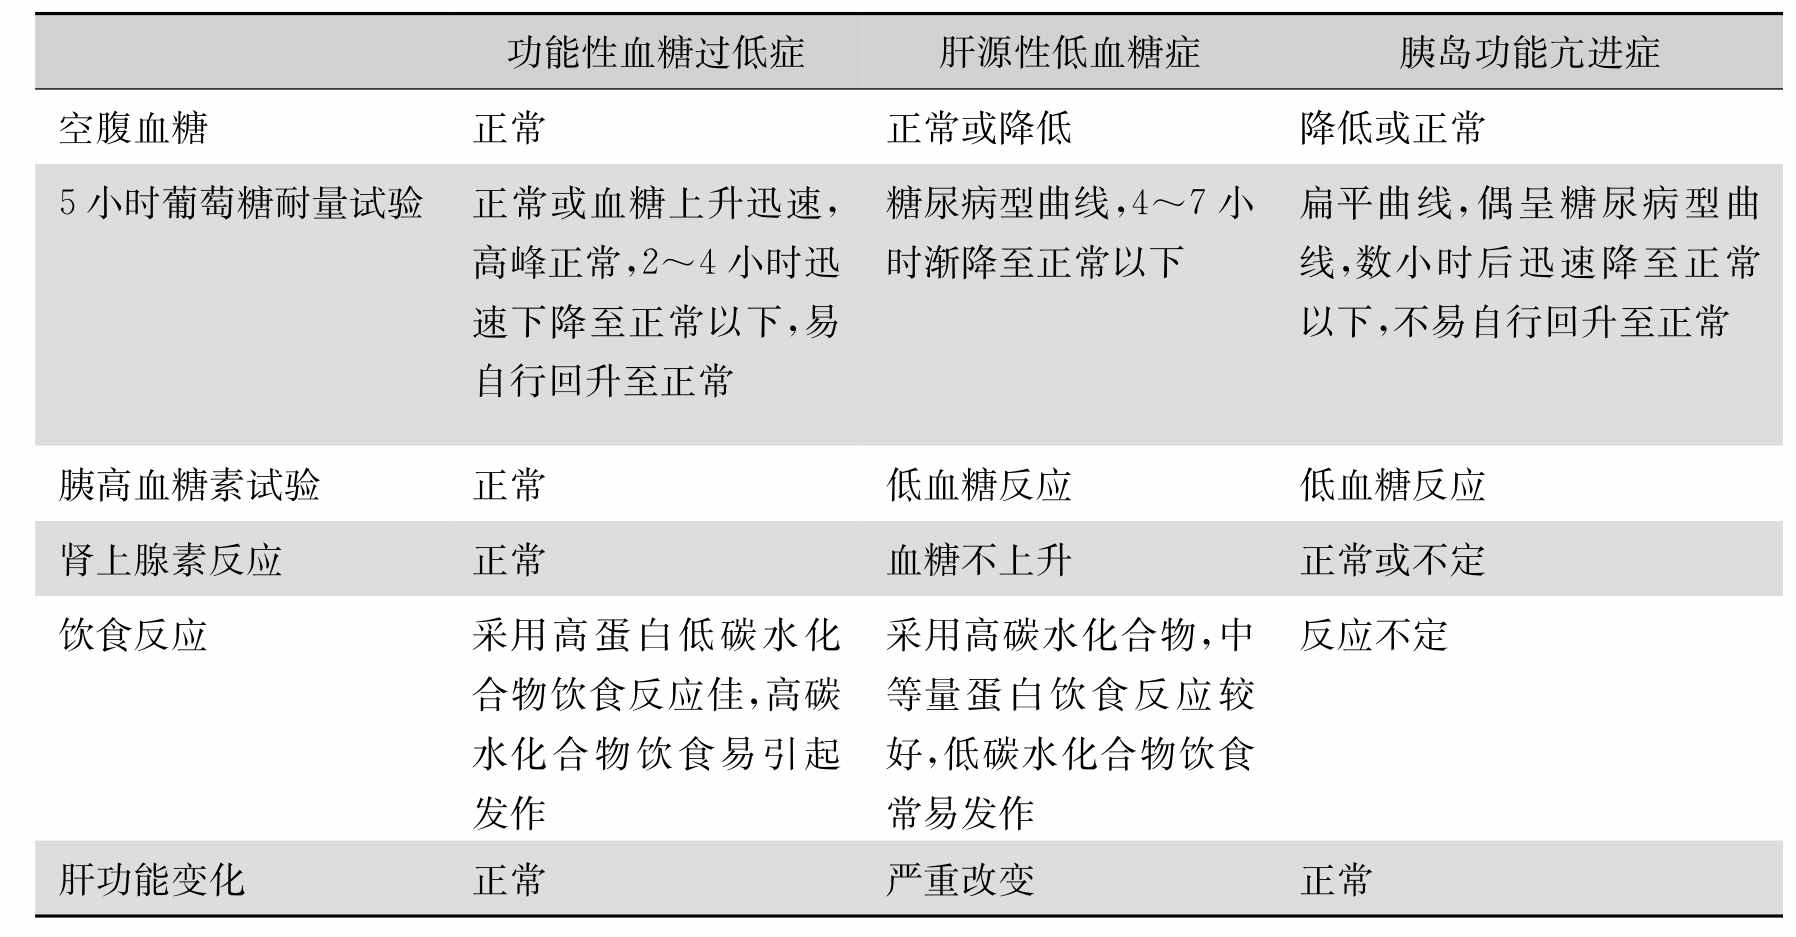 功能性血糖过低症 肝源性低血糖症 胰岛功能亢进症
空腹血糖 正常 正常或降低 降低或正常
5 小时葡萄糖耐量试验 正常或血糖上升迅速， 糖尿病型曲线，4～7 小 扁平曲线，偶呈糖尿病型曲
高峰正常，2～4 小时迅 时渐降至正常以下 线，数小时后迅速降至正常
速下降至正常以下，易 以下，不易自行回升至正常
自行回升至正常
胰高血糖素试验 正常 低血糖反应 低血糖反应
肾上腺素反应 正常 血糖不上升 正常或不定
饮食反应 采用高蛋白低碳水化 采用高碳水化合物，中 反应不定
合物饮食反应佳，高碳 等量蛋白饮食反应较
水化合物饮食易引起 好，低碳水化合物饮食
发作 常易发作
肝功能变化 正常 严重改变 正常